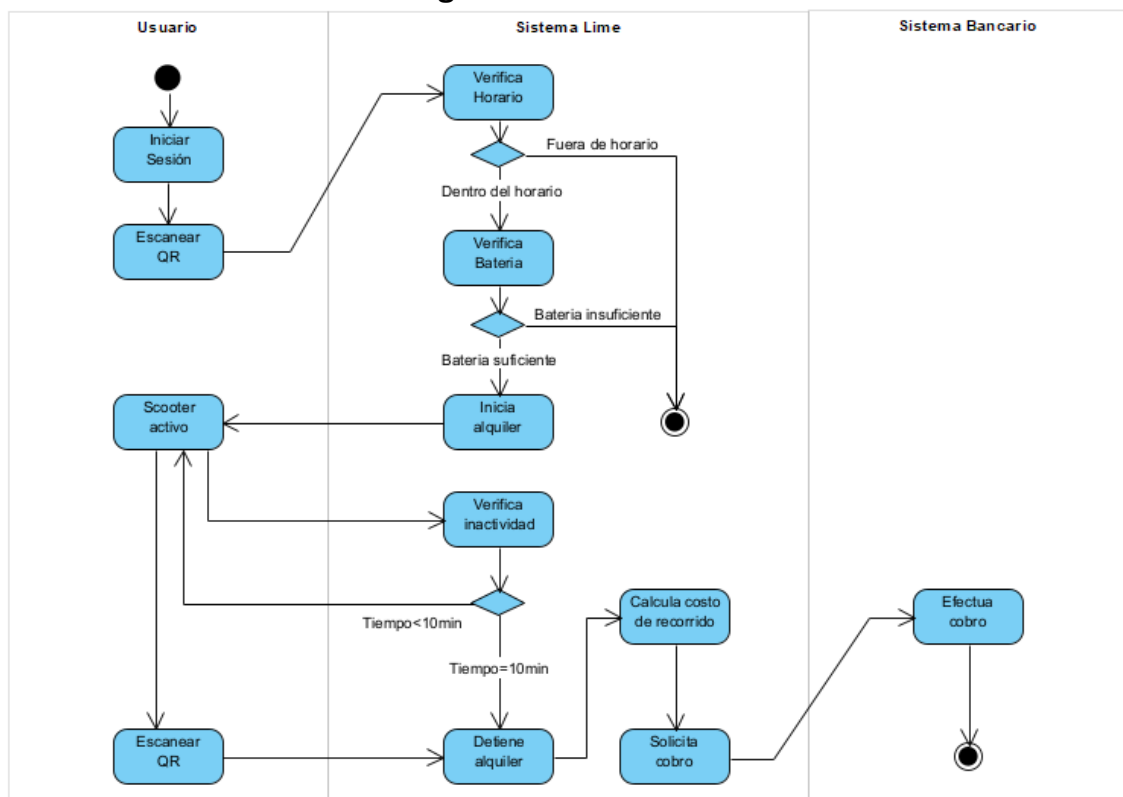 Usuario
Sistema Lime
Sistema Bancario
Verifica
Horario
Iniciar
Sesión
Fuera de horario
Dentro del horario
Escanear
QR
Verifica
Bateria
Bateria insuficiente
Bateria suficiente
Scooter
activo
Inicia
alquiler
Verifica
inactividad
Tiempo<10min
Calcula costo
de recorrido
Efectua
cobro
Tiempo=10min
Escanear
QR
Detiene
alquiler
Solicita
cobro